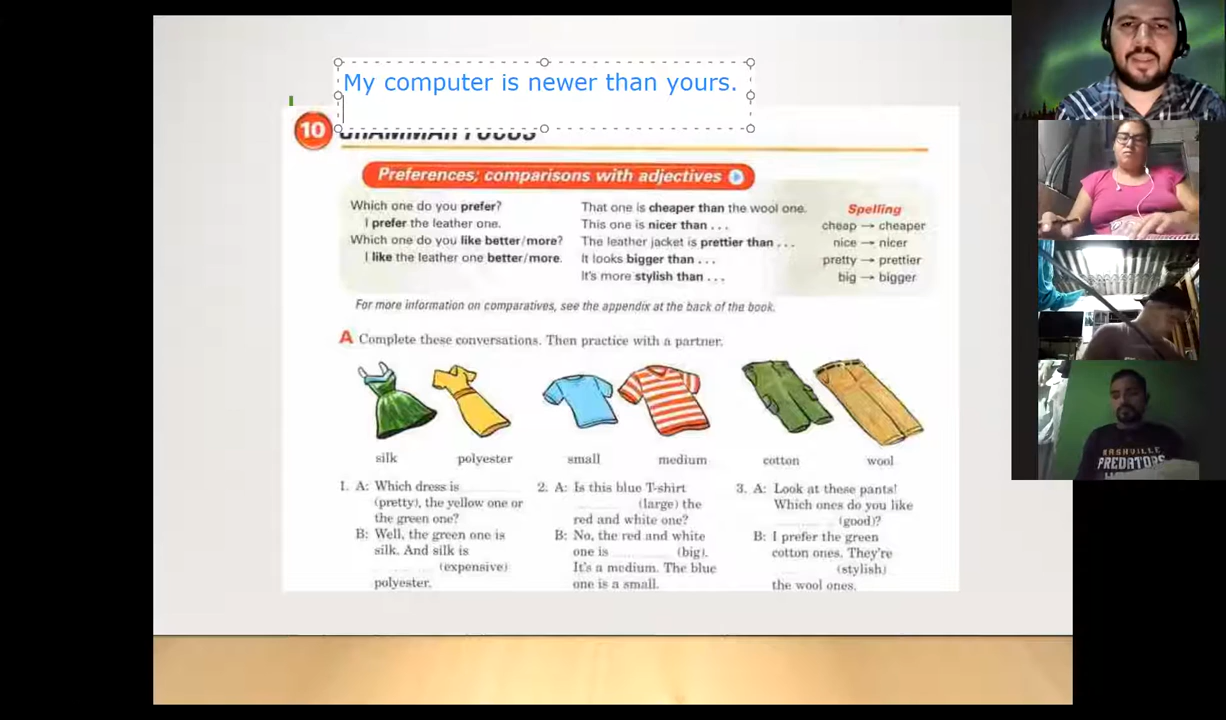 My computer is newer than yours.
10 GRAMMAR FOCUS
Preferences; comparisons with adjectives
Which one do you prefer?
I prefer the leather one.
Which one do you like better/more?
I like the leather one better/more.
That one is cheaper than the wool one.
This one is nicer than . . .
The leather jacket is prettier than . . .
It looks bigger than . . .
It's more stylish than . . .
Spelling
cheap → cheaper
nice → nicer
pretty → prettier
big → bigger
For more information on comparatives, see the appendix at the back of the book.
A Complete these conversations. Then practice with a partner.
silk polyester small medium cotton wool
1. A: Which dress is
(pretty), the yellow one or
the green one?
B: Well, the green one is
silk. And silk is
(expensive)
polyester.
2. A: Is this blue T-shirt
(large) the
red and white one?
B: No, the red and white
one is (big).
It's a medium. The blue
one is a small.
3. A: Look at these pants!
Which ones do you like
(good)?
B: I prefer the green
cotton ones. They're
(stylish)
the wool ones.
NASHVILLE
PREDATORS